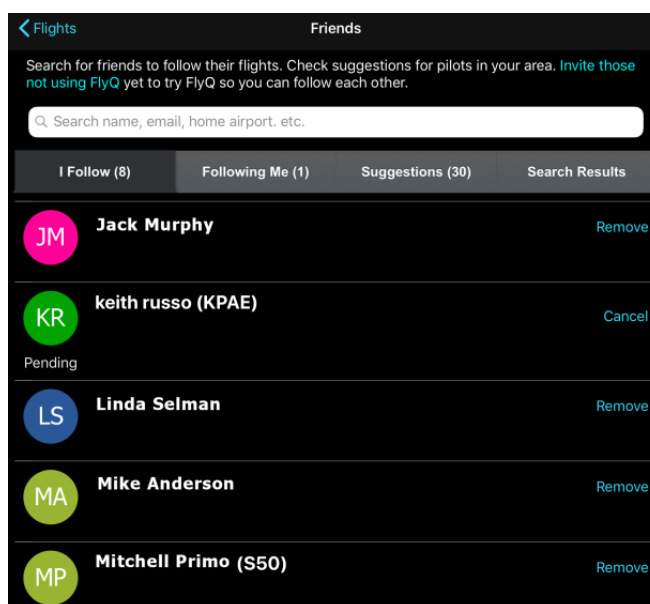 Flights
Friends
Search for friends to follow their flights. Check suggestions for pilots in your area. Invite those
not using FlyQ yet to try FlyQ so you can follow each other.
Search name, email, home airport. etc.
I Follow (8) Following Me (1) Suggestions (30) Search Results
JM Jack Murphy Remove
KR keith russo (KPAE) Cancel
Pending
LS Linda Selman Remove
MA Mike Anderson Remove
MP Mitchell Primo (S50) Remove